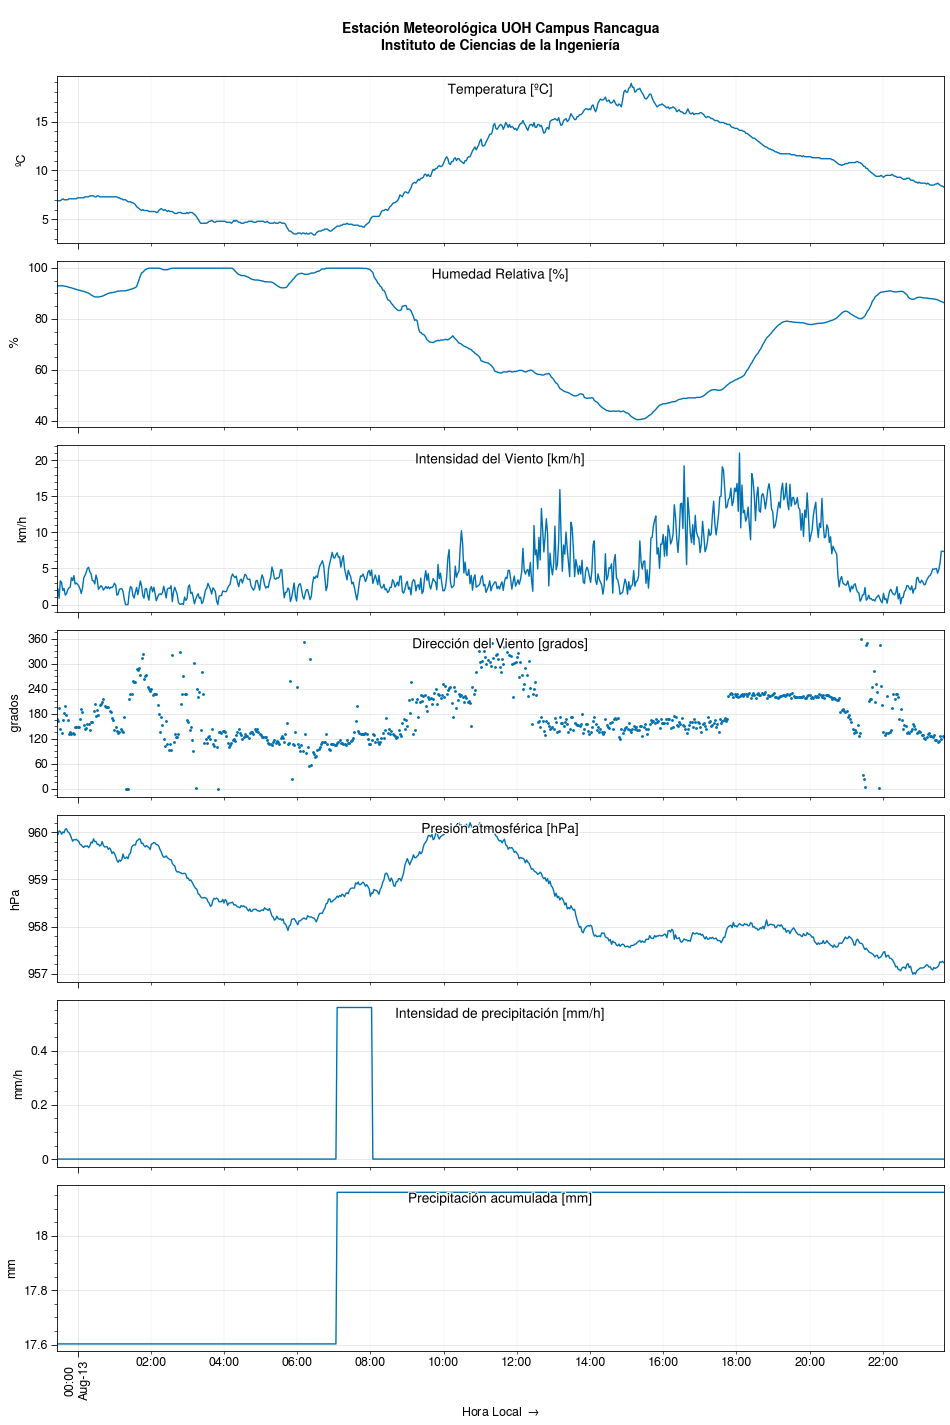 Estación Meteorológica UOH Campus Rancagua
Instituto de Ciencias de la Ingeniería
Temperatura [ºC]
15
10
5
ºC
Humedad Relativa [%]
100
80
60
40
%
Intensidad del Viento [km/h]
20
15
10
5
0
km/h
Dirección del Viento [grados]
360
300
240
180
120
60
0
grados
Presión atmosférica [hPa]
960
959
958
957
hPa
Intensidad de precipitación [mm/h]
0.4
0.2
0
mm/h
Precipitación acumulada [mm]
18
17.8
17.6
mm
00:00
Aug-13
02:00
04:00
06:00
08:00
10:00
12:00
14:00
16:00
18:00
20:00
22:00
Hora Local →